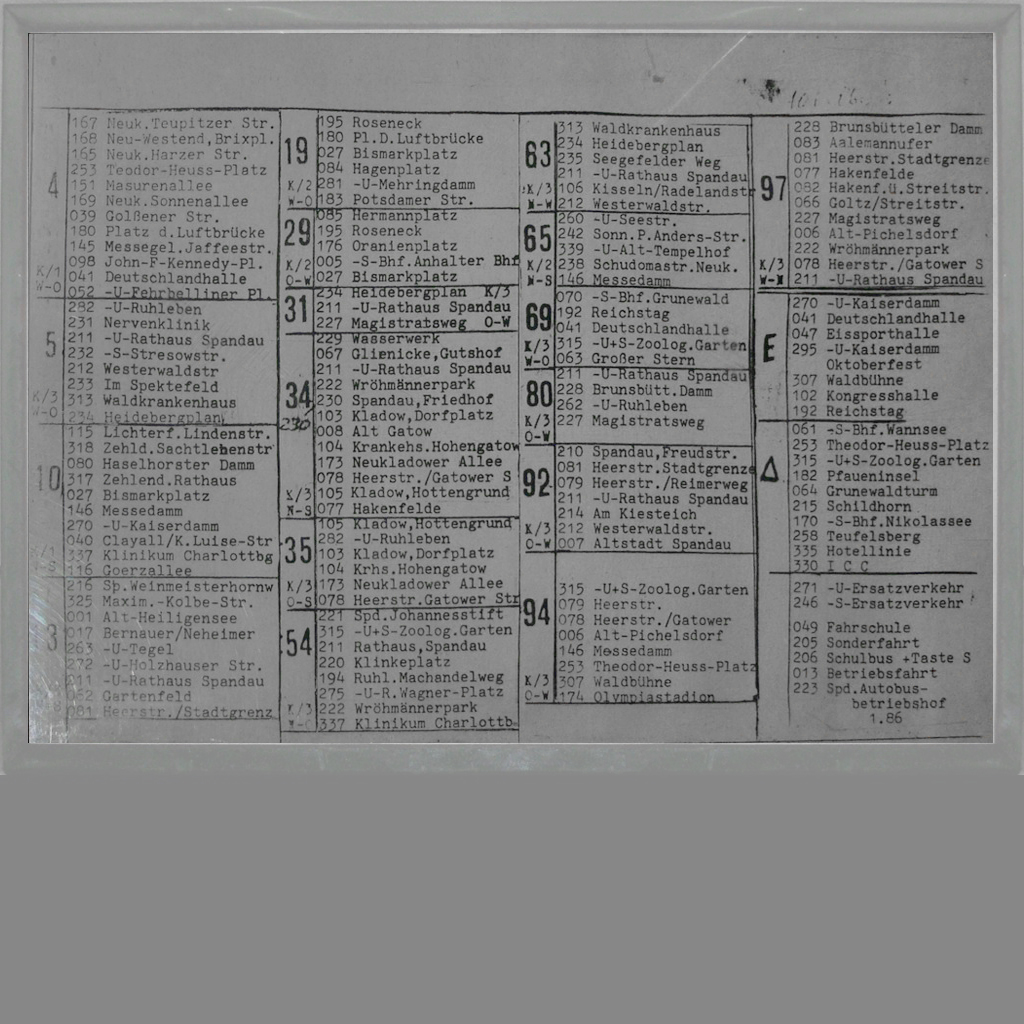 4
167 Neuk.Teupitzer Str.
168 Neu-Westend,Brixpl.
165 Neuk.Harzer Str.
253 Teodor-Heuss-Platz
151 Masurenallee
169 Neuk.Sonnenallee
039 Golßener Str.
180 Platz d.Luftbrücke
145 Messegel.Jaffeestr.
098 John-F-Kennedy-Pl.
K/1 041 Deutschlandhalle
W-O 052 -U-Fehrbelliner Pl.
5
282 -U-Ruhleben
231 Nervenklinik
211 -U-Rathaus Spandau
232 -S-Stresowstr.
212 Westerwaldstr
233 Im Spektefeld
K/3 313 Waldkrankenhaus
W-O 234 Heidebergplan
10
115 Lichterf.Lindenstr.
318 Zehld.Sachtlebenstr
080 Haselhorster Damm
317 Zehlend.Rathaus
027 Bismarkplatz
146 Messedamm
270 -U-Kaiserdamm
040 Clayall/K.Luise-Str
337 Klinikum Charlottbg
116 Goerzallee
3
216 Sp.Weinmeisterhornw
325 Maxim.-Kolbe-Str.
001 Alt-Heiligensee
017 Bernauer/Neheimer
263 -U-Tegel
272 -U-Holzhauser Str.
011 -U-Rathaus Spandau
Gartenfeld
081 Heerstr./Stadtgrenz
19
195 Roseneck
180 Pl.D.Luftbrücke
027 Bismarkplatz
084 Hagenplatz
K/2 281 -U-Mehringdamm
W-O 183 Potsdamer Str.
29
085 Hermannplatz
195 Roseneck
176 Oranienplatz
K/2 005 -S-Bhf.Anhalter Bhf
O-W 027 Bismarkplatz
31
234 Heidebergplan K/3
211 -U-Rathaus Spandau
227 Magistratsweg O-W
34
236
229 Wasserwerk
067 Glienicke,Gutshof
211 -U-Rathaus Spandau
222 Wröhmännerpark
230 Spandau,Friedhof
103 Kladow,Dorfplatz
008 Alt Gatow
104 Krankehs.Hohengatow
173 Neukladower Allee
078 Heerstr./Gatower S
K/3 105 Kladow,Hottengrund
N-S 077 Hakenfelde
35
105 Kladow,Hottengrund
282 -U-Ruhleben
103 Kladow,Dorfplatz
104 Krhs.Hohengatow
K/3 173 Neukladower Allee
O-S 078 Heerstr.Gatower Str
54
221 Spd.Johannesstift
315 -U+S-Zoolog.Garten
211 Rathaus,Spandau
220 Klinkeplatz
194 Ruhl.Machandelweg
275 -U-R.Wagner-Platz
K/3 222 Wröhmännerpark
337 Klinikum Charlottb-
63
313 Waldkrankenhaus
234 Heidebergplan
235 Seegefelder Weg
211 -U-Rathaus Spandau
K/3 106 Kisseln/Radelandstr
N-W 212 Westerwaldstr.
65
260 -U-Seestr.
242 Sonn.P.Anders-Str.
339 -U-Alt-Tempelhof
K/2 238 Schudomastr.Neuk.
N-S 146 Messedamm
69
070 -S-Bhf.Grunewald
192 Reichstag
041 Deutschlandhalle
K/3 315 -U+S-Zoolog.Garten
W-O 063 Großer Stern
80
211 -U-Rathaus Spandau
228 Brunsbütt.Damm
262 -U-Ruhleben
K/3 227 Magistratsweg
O-W
92
210 Spandau,Freudstr.
081 Heerstr.Stadtgrenze
079 Heerstr./Reimerweg
211 -U-Rathaus Spandau
214 Am Kiesteich
K/3 212 Westerwaldstr.
O-W 007 Altstadt Spandau
94
315 -U+S-Zoolog.Garten
079 Heerstr.
078 Heerstr./Gatower
006 Alt-Pichelsdorf
146 Messedamm
253 Theodor-Heuss-Platz
K/3 307 Waldbühne
O-W 174 Olympiastadion
97
228 Brunsbütteler Damm
083 Aalemannufer
081 Heerstr.Stadtgrenze
077 Hakenfelde
082 Hakenf.ü.Streitstr.
066 Goltz/Streitstr.
227 Magistratsweg
006 Alt-Pichelsdorf
222 Wröhmännerpark
K/3 078 Heerstr./Gatower S
211 -U-Rathaus Spandau
E
270 -U-Kaiserdamm
041 Deutschlandhalle
047 Eissporthalle
295 -U-Kaiserdamm
Oktoberfest
307 Waldbühne
102 Kongresshalle
192 Reichstag
Δ
061 -S-Bhf.Wannsee
253 Theodor-Heuss-Platz
315 -U+S-Zoolog.Garten
182 Pfaueninsel
064 Grunewaldturm
215 Schildhorn
170 -S-Bhf.Nikolassee
258 Teufelsberg
335 Hotellinie
330 I C C
271 -U-Ersatzverkehr
246 -S-Ersatzverkehr
049 Fahrschule
205 Sonderfahrt
206 Schulbus +Taste S
013 Betriebsfahrt
223 Spd.Autobus-
betriebshof
1.86